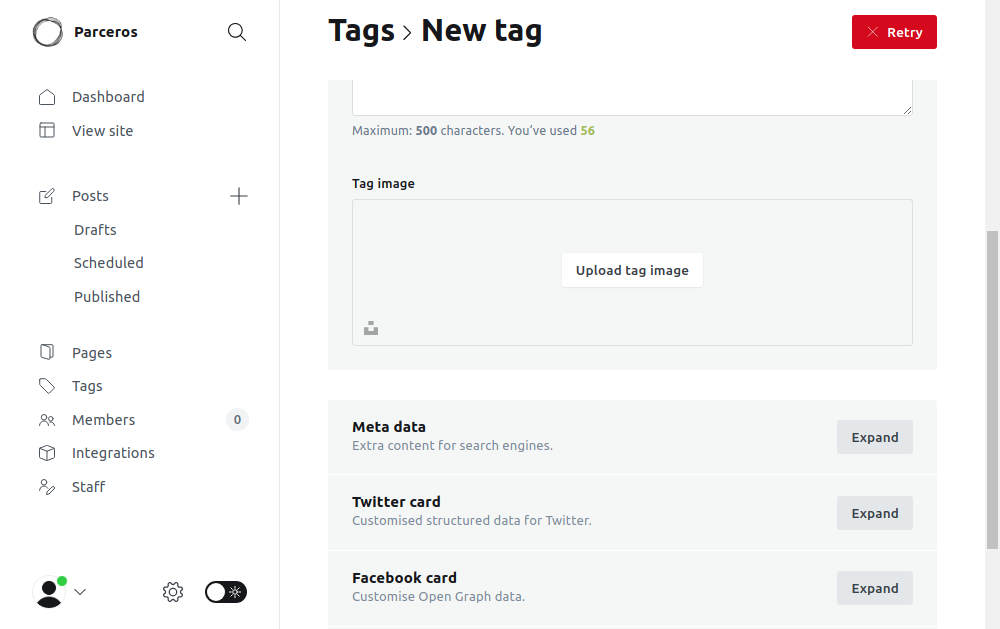 Parceros
Dashboard
View site
Posts
Drafts
Scheduled
Published
Pages
Tags
Members 0
Integrations
Staff
Tags > New tag
Retry
Maximum: 500 characters. You’ve used 56
Tag image
Upload tag image
Meta data
Extra content for search engines.
Expand
Twitter card
Customised structured data for Twitter.
Expand
Facebook card
Customise Open Graph data.
Expand